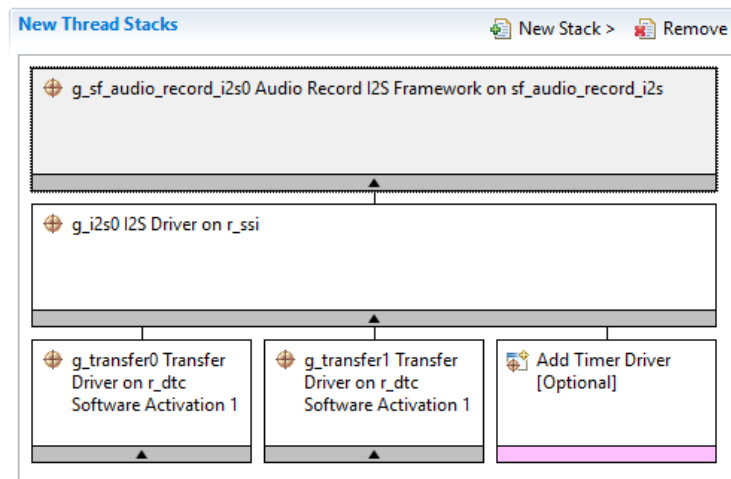 New Thread Stacks
New Stack >
Remove
g_sf_audio_record_i2s0 Audio Record I2S Framework on sf_audio_record_i2s
g_i2s0 I2S Driver on r_ssi
g_transfer0 Transfer
Driver on r_dtc
Software Activation 1
g_transfer1 Transfer
Driver on r_dtc
Software Activation 1
Add Timer Driver
[Optional]